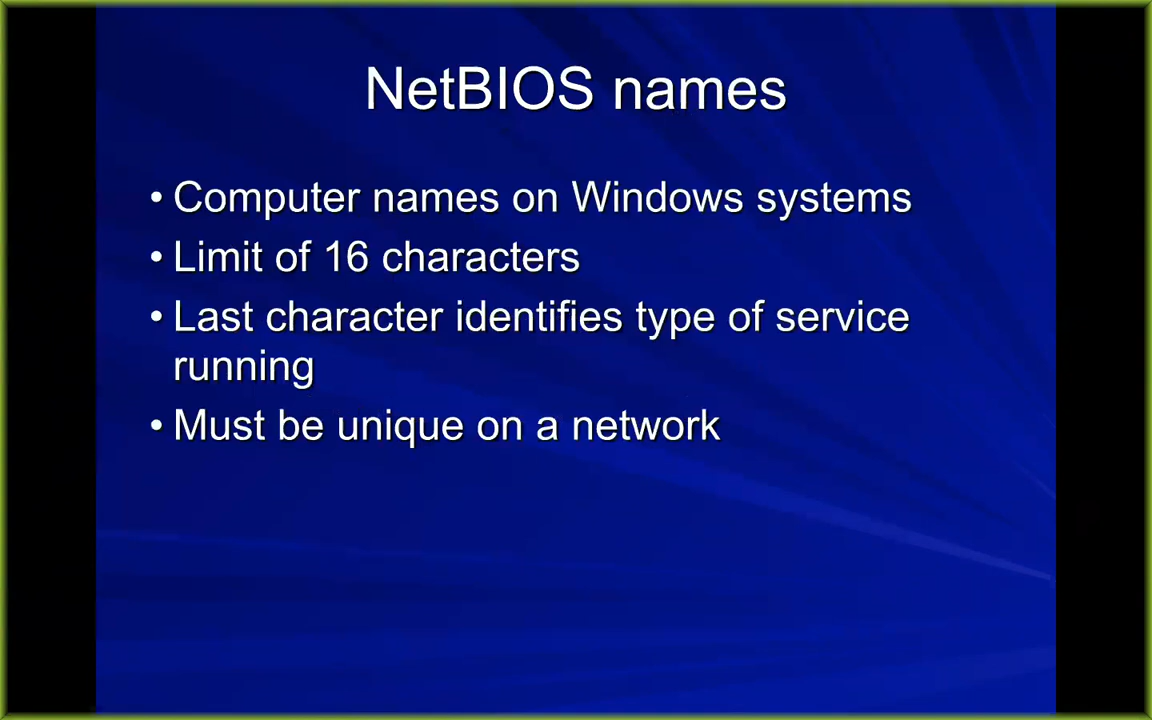 NetBIOS names
• Computer names on Windows systems
• Limit of 16 characters
• Last character identifies type of service
running
• Must be unique on a network